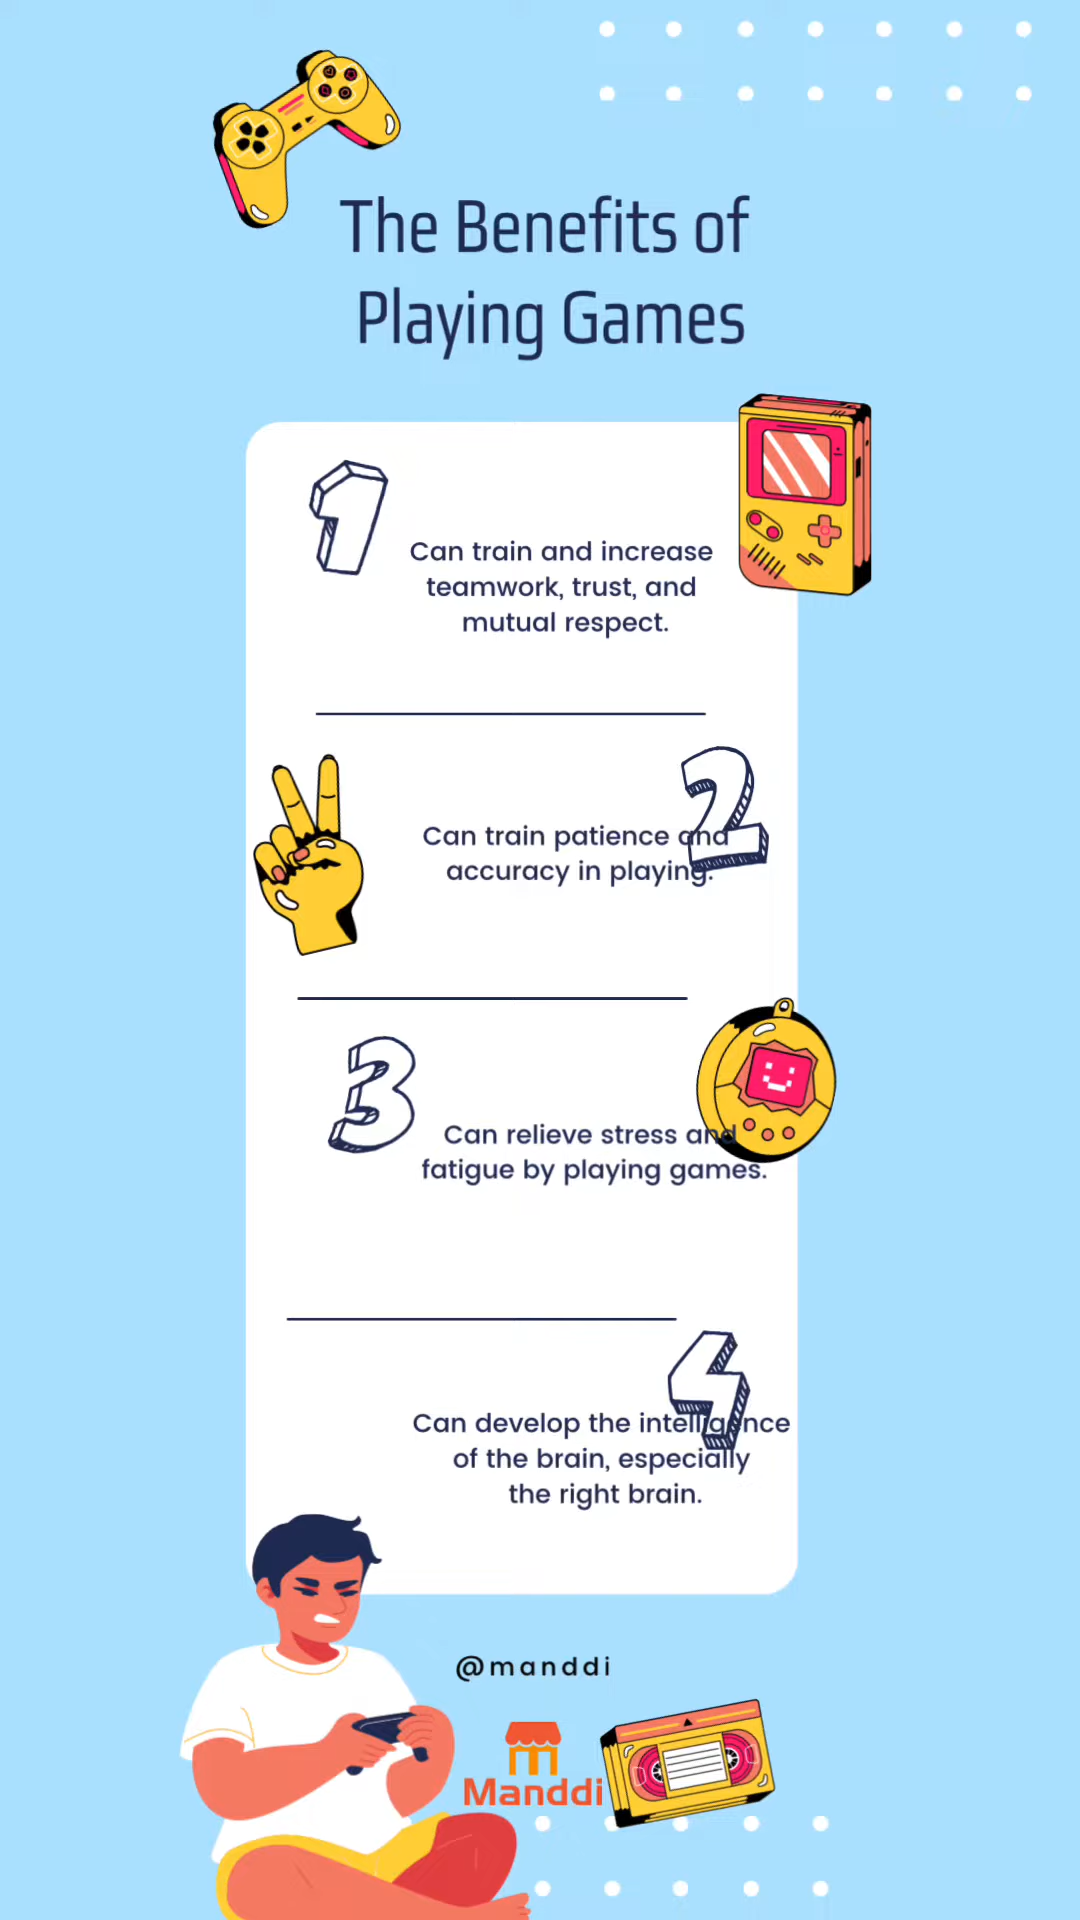 The Benefits of
Playing Games
1
Can train and increase
teamwork, trust, and
mutual respect.
2
Can train patience and
accuracy in playing.
3
Can relieve stress and
fatigue by playing games.
4
Can develop the intelligence
of the brain, especially
the right brain.
@manddi
Manddi